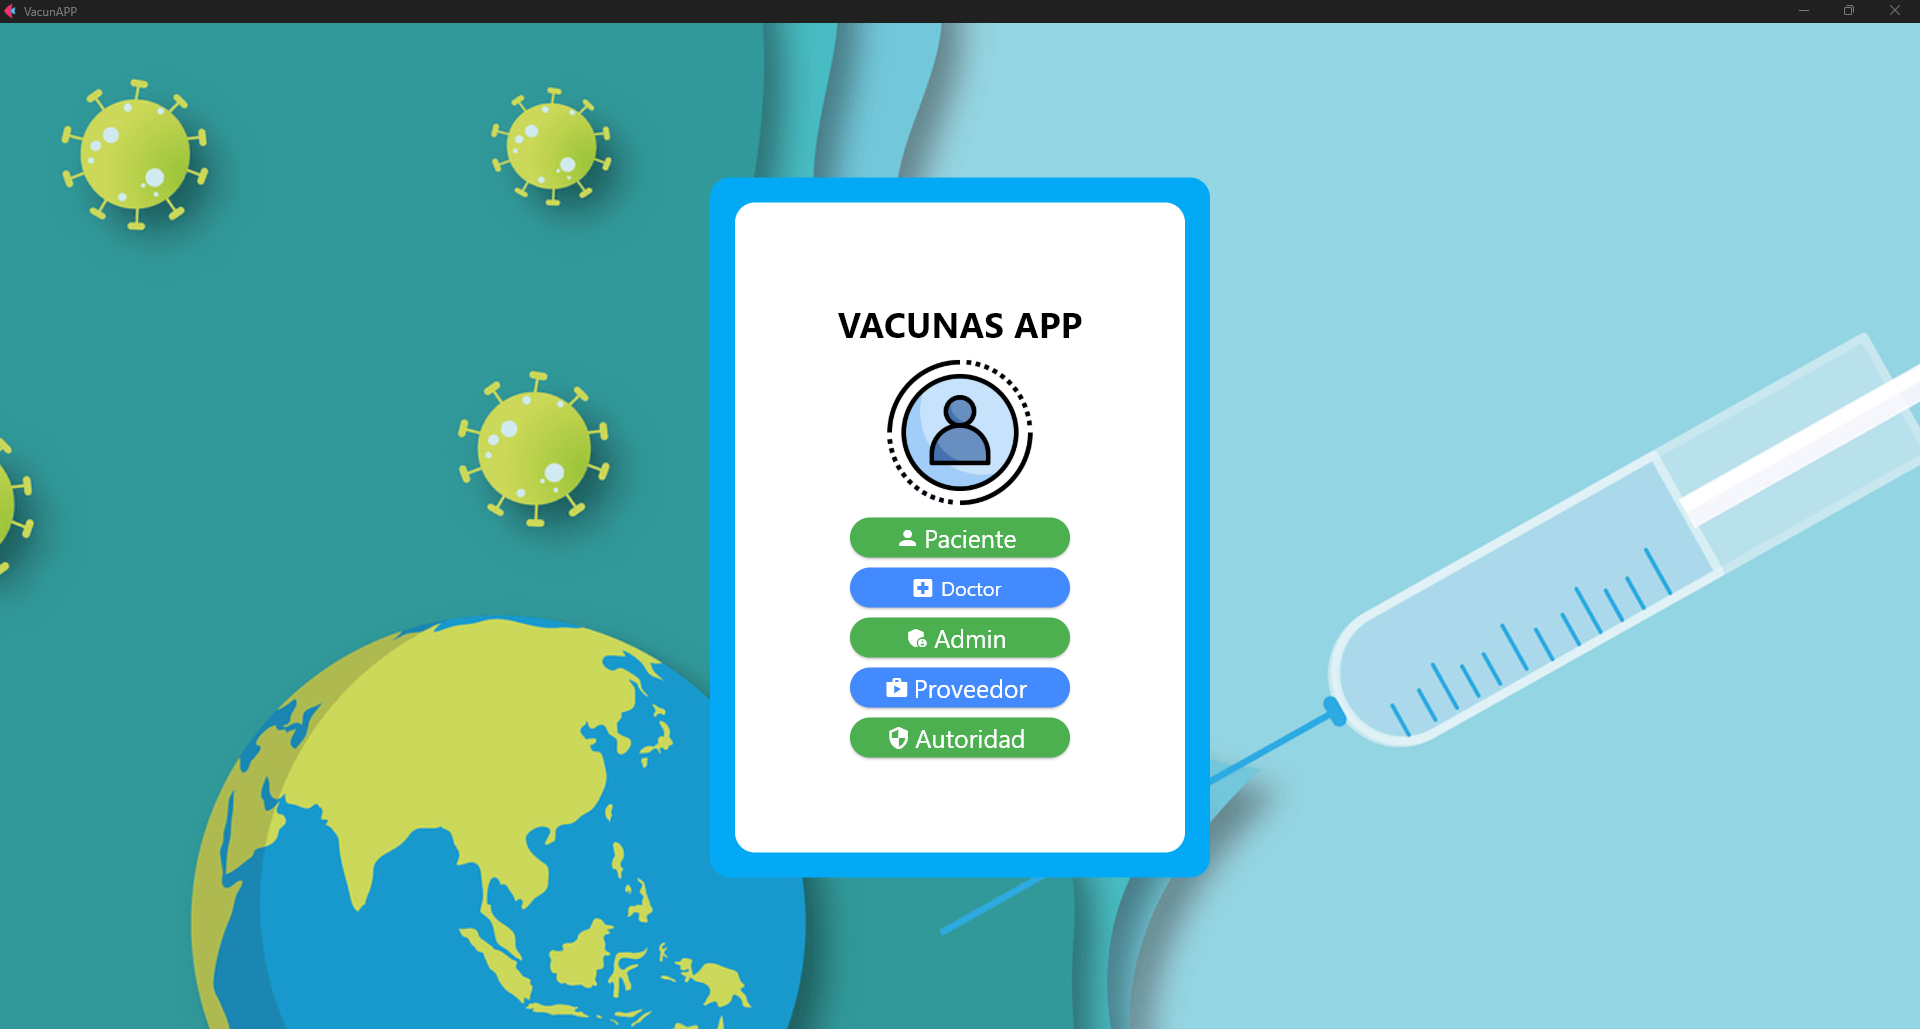 VacunAPP
VACUNAS APP
Paciente
Doctor
Admin
Proveedor
Autoridad